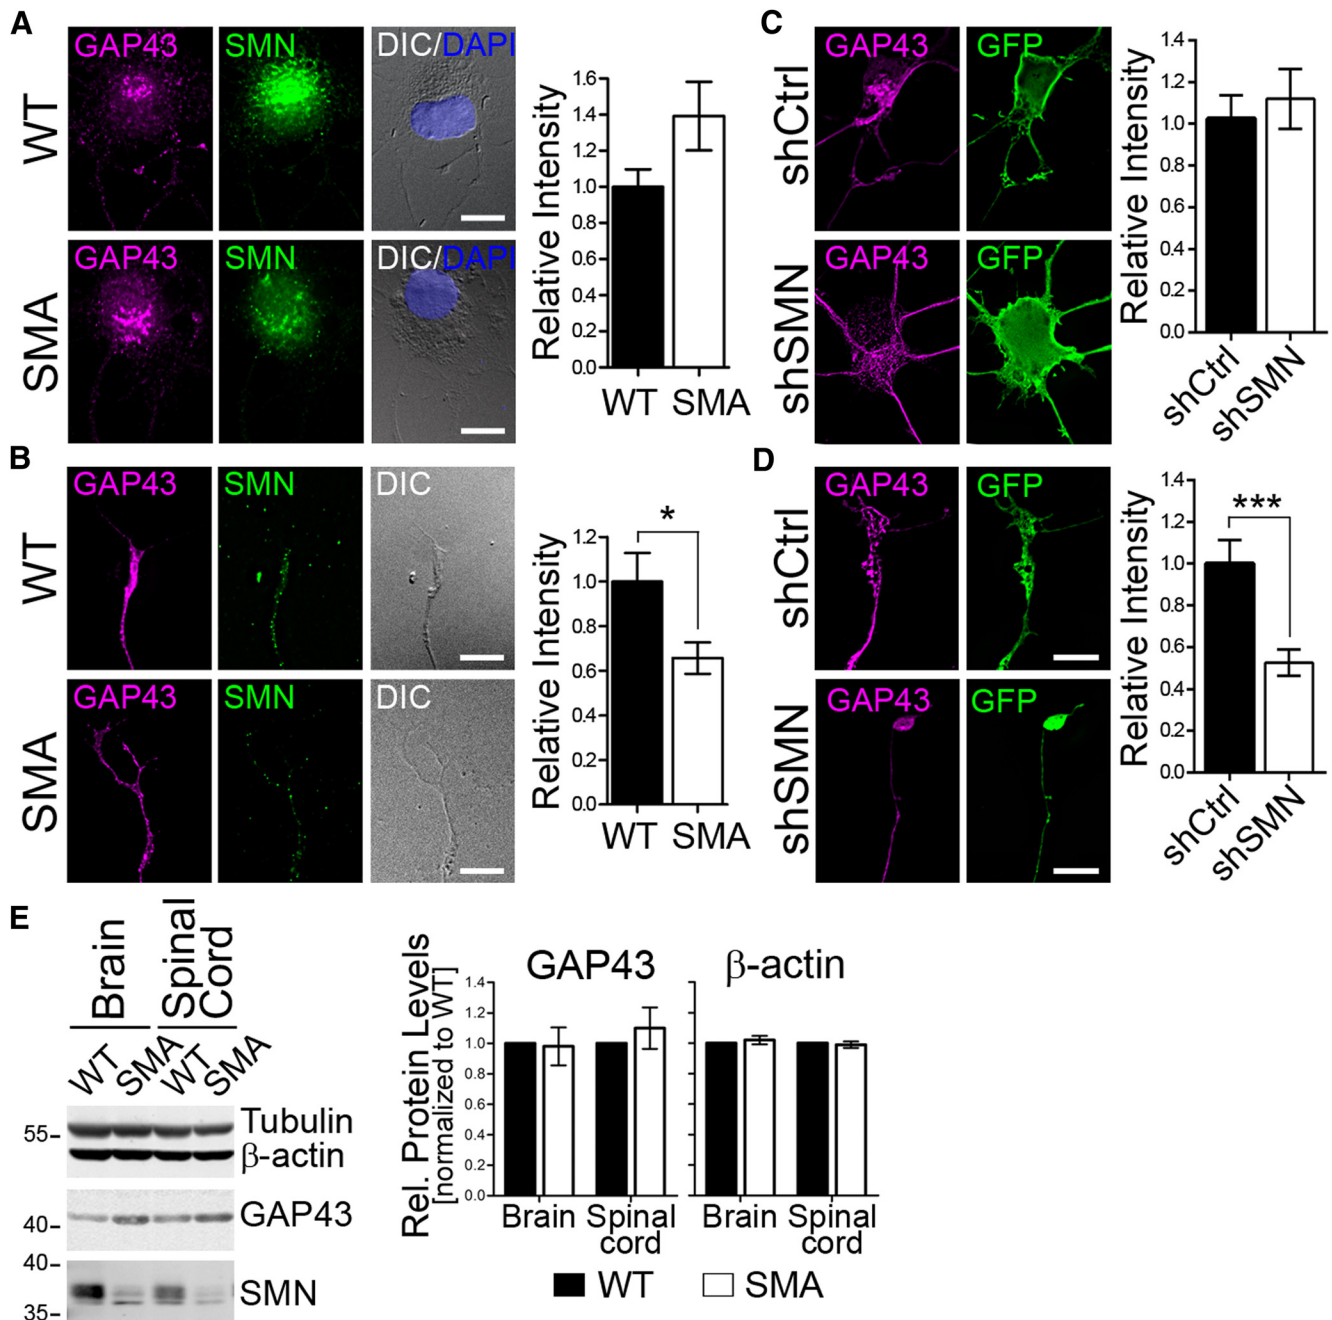 A
WT
GAP43
SMN
DIC/DAPI
SMA
GAP43
SMN
DIC/DAPI
Relative Intensity
1.6
1.4
1.2
1.0
0.8
0.6
0.4
0.2
0.0
WT SMA
B
WT
GAP43
SMN
DIC
SMA
GAP43
SMN
DIC
Relative Intensity
*
1.2
1.0
0.8
0.6
0.4
0.2
0.0
WT SMA
C
shCtrl
GAP43
GFP
shSMN
GAP43
GFP
Relative Intensity
1.4
1.2
1.0
0.8
0.6
0.4
0.2
0.0
shCtrl
shSMN
D
shCtrl
GAP43
GFP
shSMN
GAP43
GFP
Relative Intensity
***
1.4
1.2
1.0
0.8
0.6
0.4
0.2
0.0
shCtrl
shSMN
E
Brain
Spinal
Cord
WT
SMA
WT
SMA
55
Tubulin
β-actin
40
GAP43
40
35
SMN
Rel. Protein Levels
[normalized to WT]
GAP43
1.4
1.2
1.0
0.8
0.6
0.4
0.2
0.0
Brain Spinal
cord
β-actin
Brain Spinal
cord
WT SMA